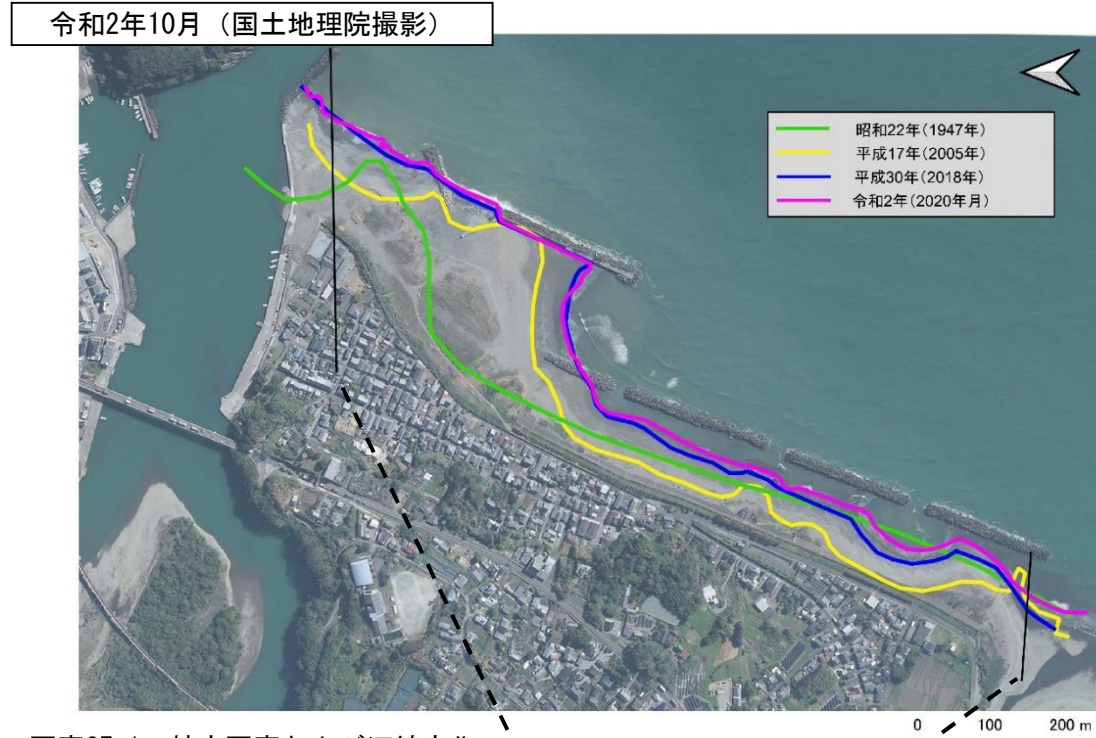 令和2年10月（国土地理院撮影）
昭和22年(1947年)
平成17年(2005年)
平成30年(2018年)
令和2年(2020年月)
0 100 200 m